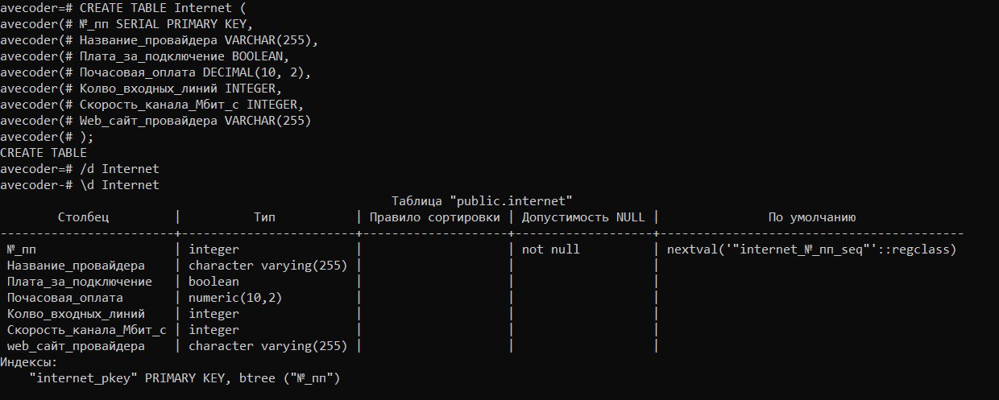 avecoder=# CREATE TABLE Internet (
avecoder(# №_пп SERIAL PRIMARY KEY,
avecoder(# Название_провайдера VARCHAR(255),
avecoder(# Плата_за_подключение BOOLEAN,
avecoder(# Почасовая_оплата DECIMAL(10, 2),
avecoder(# Колво_входных_линий INTEGER,
avecoder(# Скорость_канала_Мбит_с INTEGER,
avecoder(# Web_сайт_провайдера VARCHAR(255)
avecoder(# );
CREATE TABLE
avecoder=# /d Internet
avecoder-# \d Internet
Таблица "public.internet"
Столбец | Тип | Правило сортировки | Допустимость NULL | По умолчанию
------------------------+------------------------+--------------------+-------------------+------------------------------------------
№_пп | integer | | not null | nextval('"internet_№_пп_seq"'::regclass)
Название_провайдера | character varying(255) | | |
Плата_за_подключение | boolean | | |
Почасовая_оплата | numeric(10,2) | | |
Колво_входных_линий | integer | | |
Скорость_канала_Мбит_с | integer | | |
web_сайт_провайдера | character varying(255) | | |
Индексы:
"internet_pkey" PRIMARY KEY, btree ("№_пп")